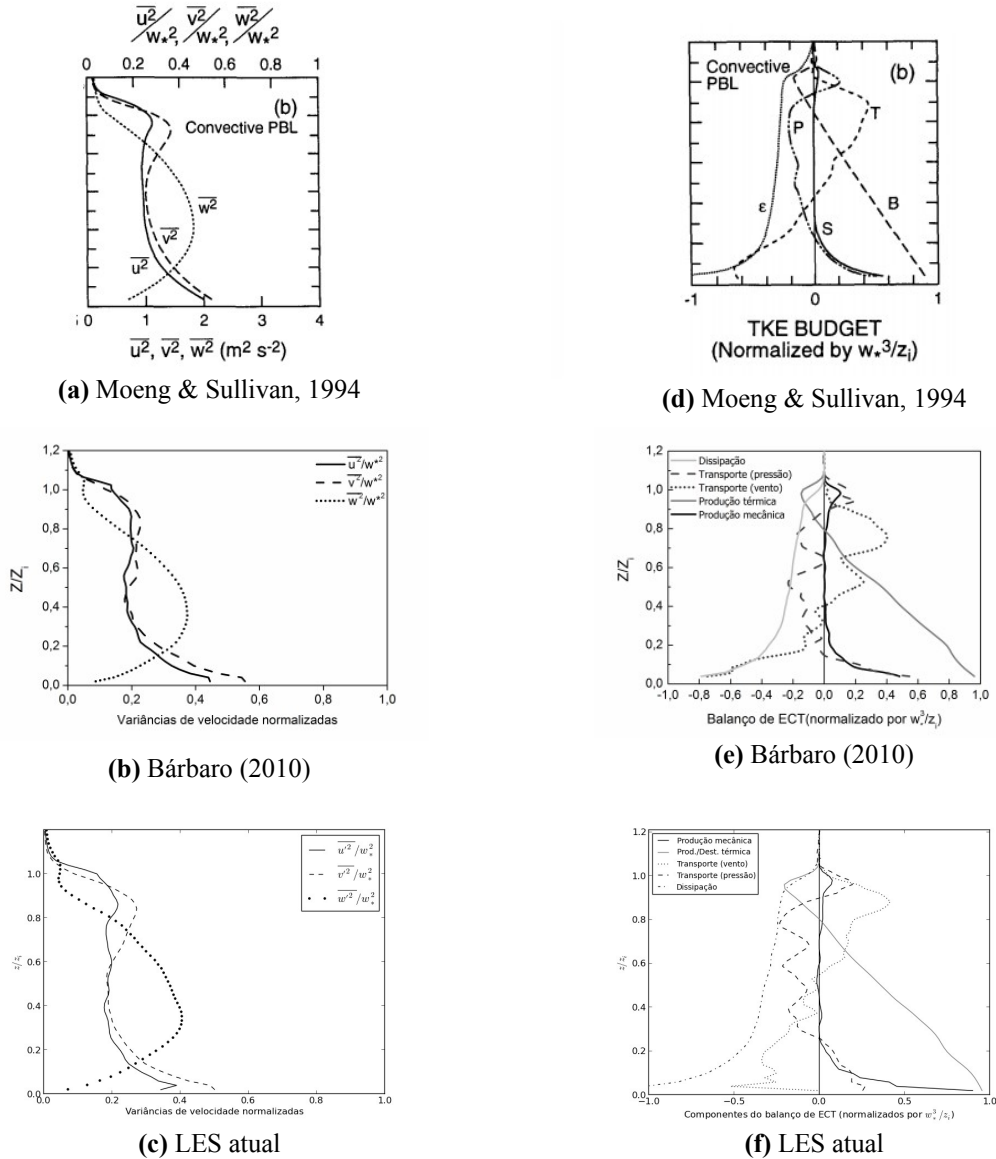 u²/w*², v²/w*², w²/w*²
0 0.2 0.4 0.6 0.8 1
(b)
Convective PBL
w²
v²
u²
0 1 2 3 4
u², v², w² (m² s-2)
(a) Moeng & Sullivan, 1994
Convective PBL
(b)
P
T
ε
B
S
-1 0 1
TKE BUDGET
(Normalized by w*³/zi)
(d) Moeng & Sullivan, 1994
1,2
1,0
0,8
0,6
0,4
0,2
0,0
Z/Zi
u²/w*²
v²/w*²
w²/w*²
0,0 0,2 0,4 0,6 0,8 1,0
Variâncias de velocidade normalizadas
(b) Bárbaro (2010)
1,2
1,0
0,8
0,6
0,4
0,2
0,0
Z/Zi
Dissipação
Transporte (pressão)
Transporte (vento)
Produção térmica
Produção mecânica
-1,0 -0,8 -0,6 -0,4 -0,2 0,0 0,2 0,4 0,6 0,8 1,0
Balanço de ECT(normalizado por w*³/zi)
(e) Bárbaro (2010)
1.2
1.0
0.8
0.6
0.4
0.2
0.0
z/zi
u'²/w*²
v'²/w*²
w'²/w*²
0.0 0.2 0.4 0.6 0.8 1.0
Variâncias de velocidade normalizadas
(c) LES atual
1.2
1.0
0.8
0.6
0.4
0.2
0.0
z/zi
Produção mecânica
Prod./Dest. térmica
Transporte (vento)
Transporte (pressão)
Dissipação
-1.0 -0.5 0.0 0.5 1.0
Componentes do balanço de ECT (normalizados por w*³/zi)
(f) LES atual